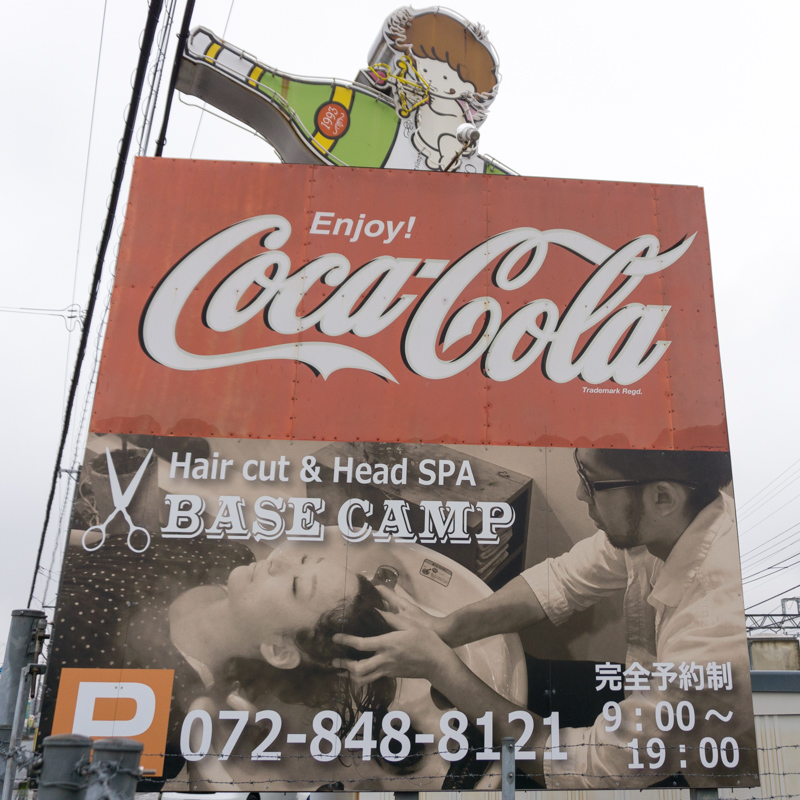 1993
Enjoy!
Coca-Cola
Trademark Regd.
Hair cut & Head SPA
BASE CAMP
完全予約制
P
072-848-8121
9:00～
19:00